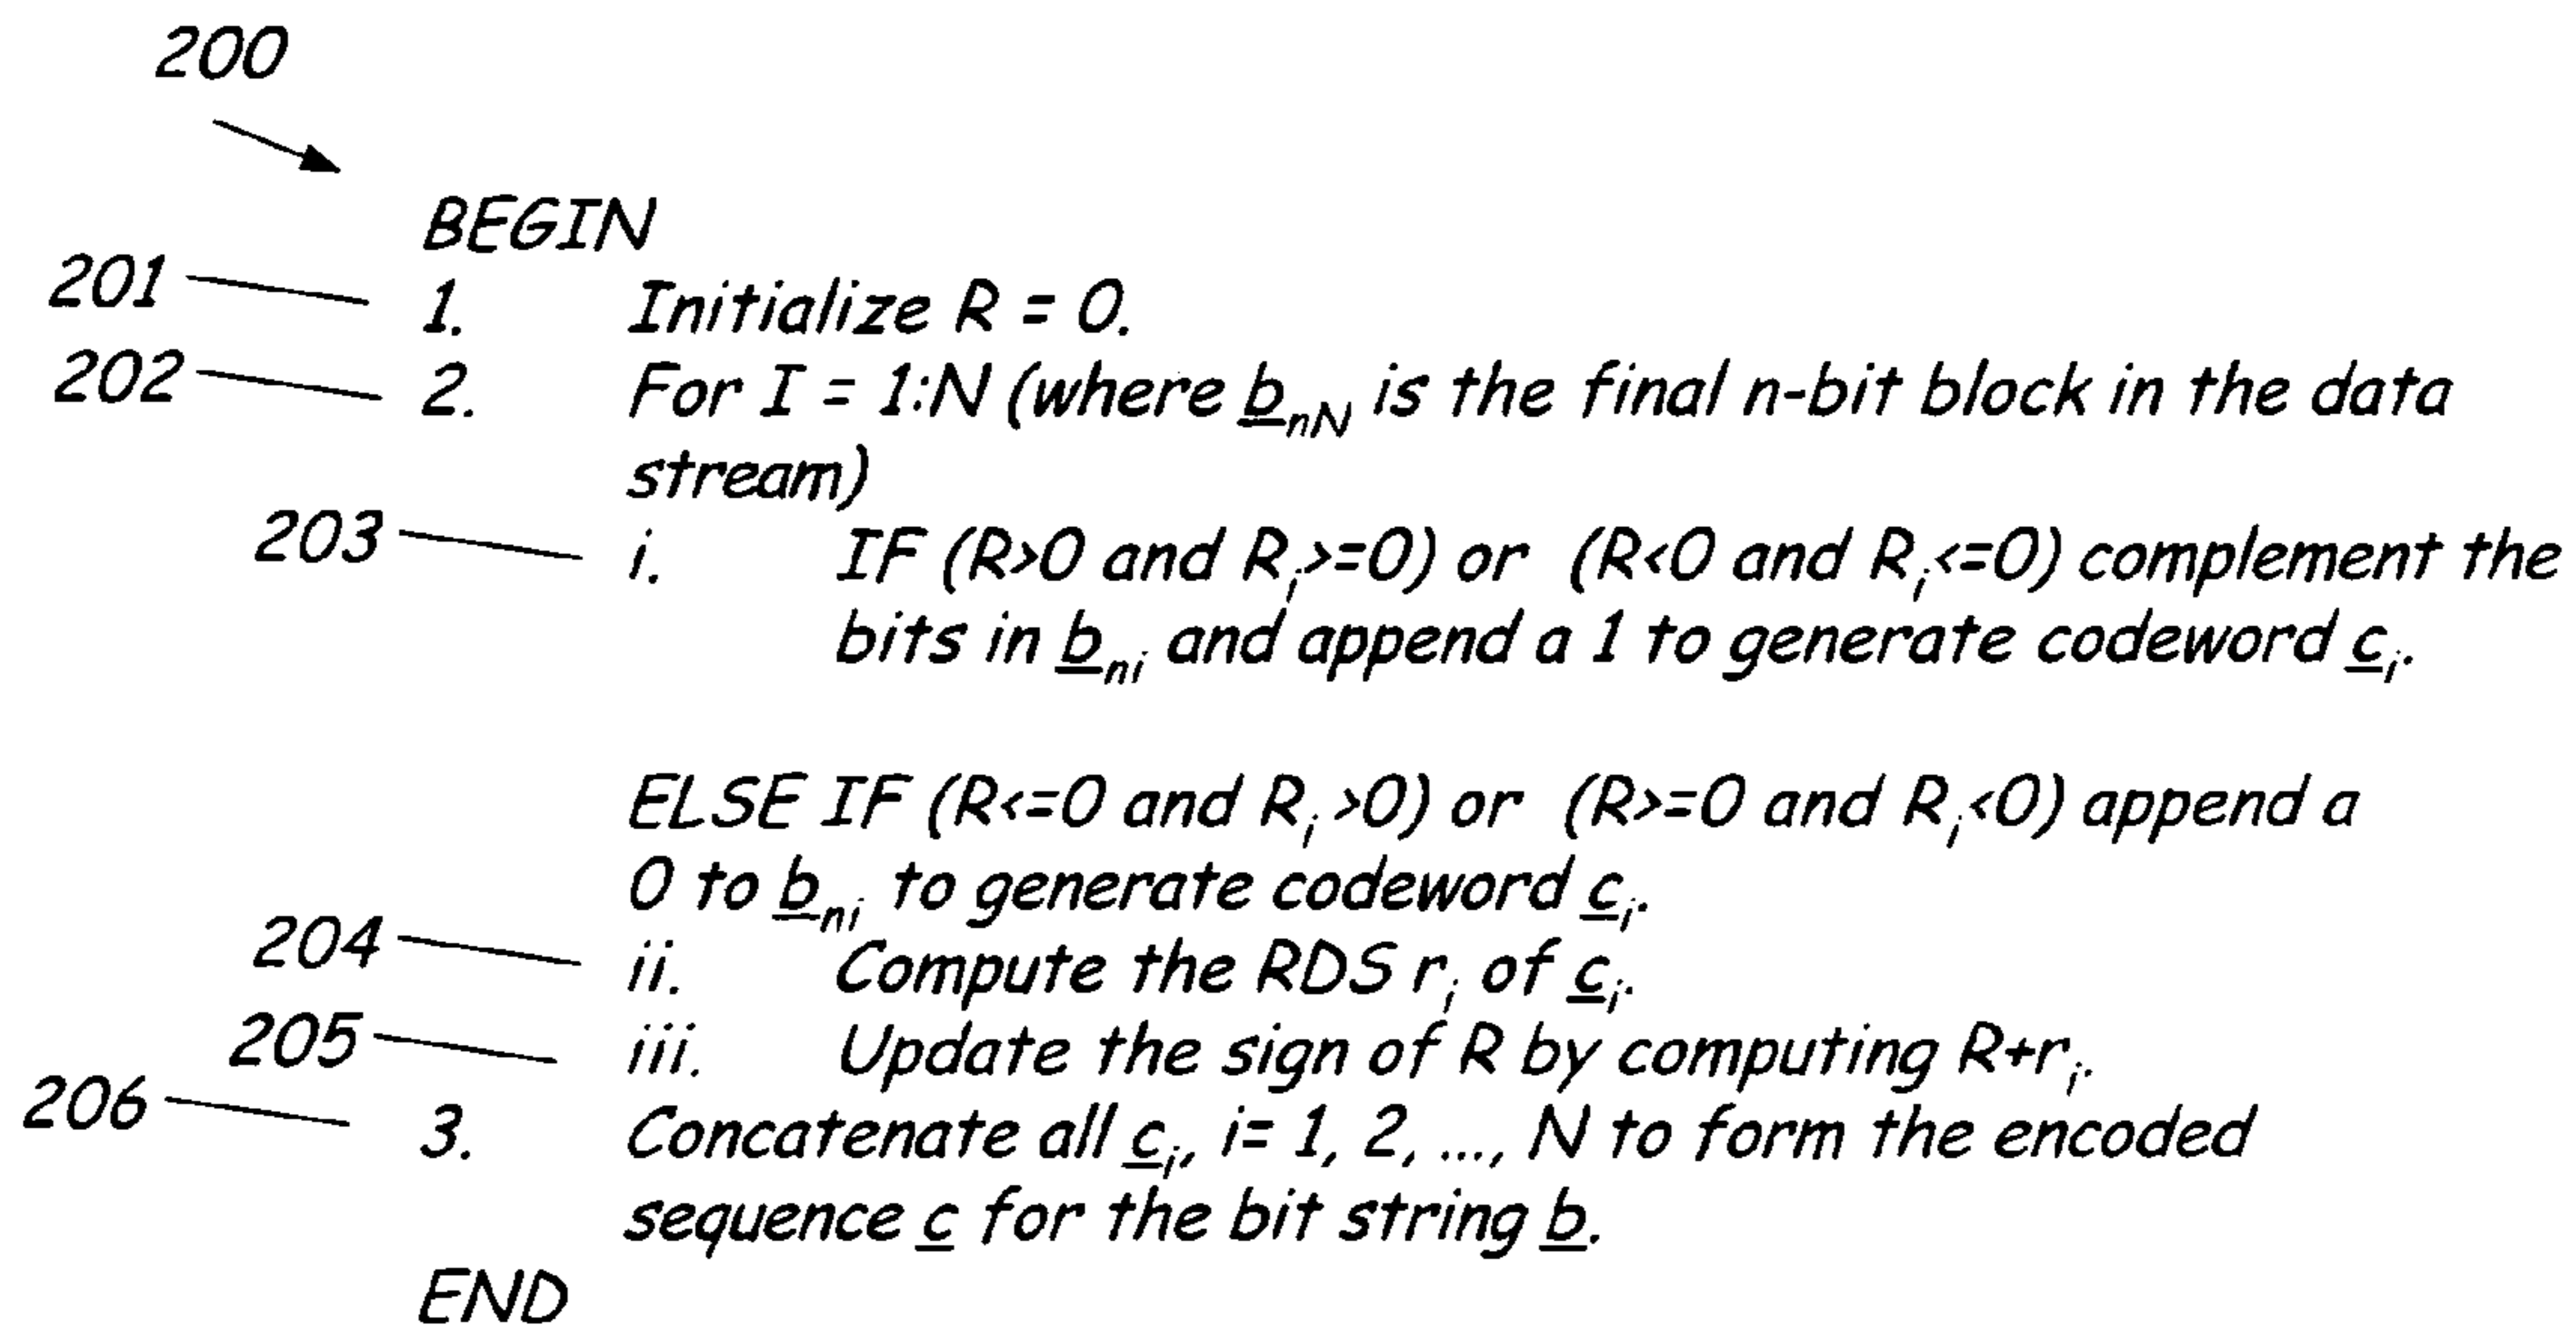 200
BEGIN
201 1. Initialize R = 0.
202 2. For I = 1:N (where b_nN is the final n-bit block in the data
stream)
203 i. IF (R>0 and R_i>=0) or (R<0 and R_i<=0) complement the
bits in b_ni and append a 1 to generate codeword c_i.
ELSE IF (R<=0 and R_i >0) or (R>=0 and R_i<0) append a
0 to b_ni to generate codeword c_i.
204 ii. Compute the RDS r_i of c_i.
205 iii. Update the sign of R by computing R+r_i.
206 3. Concatenate all c_i, i= 1, 2, ..., N to form the encoded
sequence c for the bit string b.
END